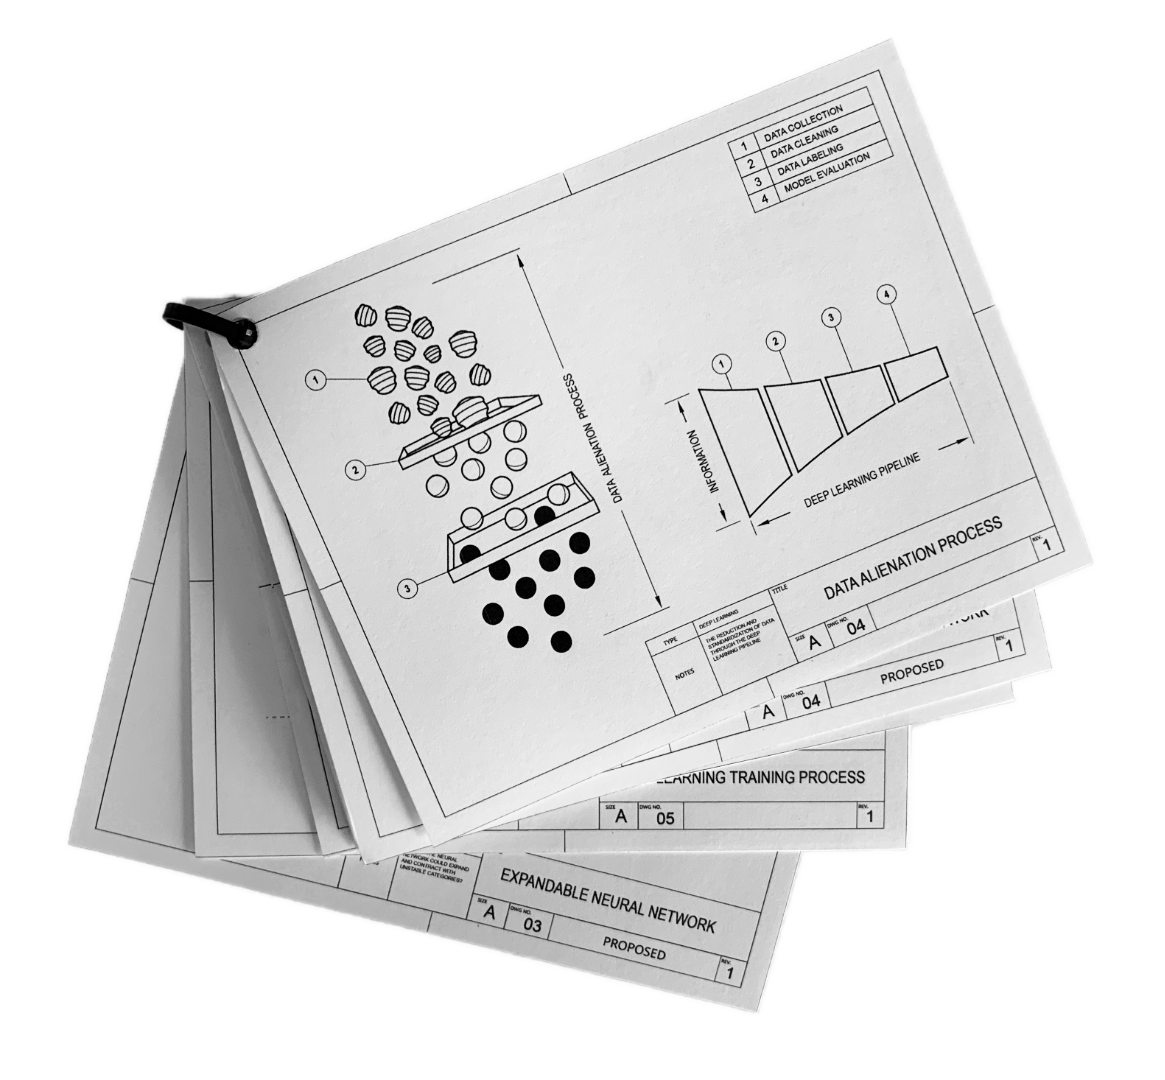 1 DATA COLLECTION
2 DATA CLEANING
3 DATA LABELING
4 MODEL EVALUATION
1
2
3
DATA ALIENATION PROCESS
1
2
3
4
INFORMATION
DEEP LEARNING PIPELINE
TYPE
DEEP LEARNING
NOTES
THE REDUCTION AND
STANDARDIZATION OF DATA
THROUGH THE DEEP
LEARNING PIPELINE
TITLE
DATA ALIENATION PROCESS
SIZE
A
DWG NO.
04
REV.
1
A
DWG NO.
04
PROPOSED
REV.
1
LEARNING TRAINING PROCESS
SIZE
A
DWG NO.
05
REV.
1
NEURAL
NETWORK COULD EXPAND
AND CONTRACT WITH
UNSTABLE CATEGORIES?
EXPANDABLE NEURAL NETWORK
SIZE
A
DWG NO.
03
PROPOSED
REV.
1